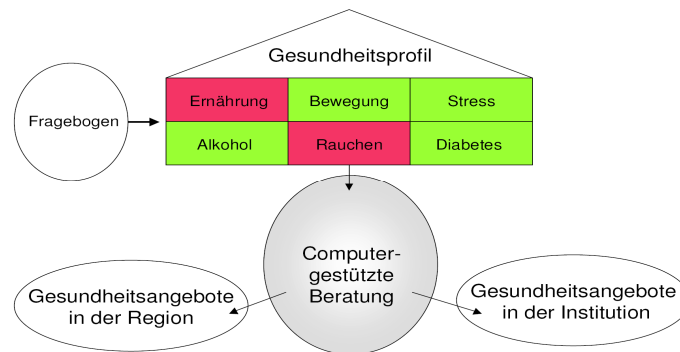 Gesundheitsprofil
Ernährung
Bewegung
Stress
Fragebogen
Alkohol
Rauchen
Diabetes
Computer-
gestützte
Beratung
Gesundheitsangebote
in der Region
Gesundheitsangebote
in der Institution